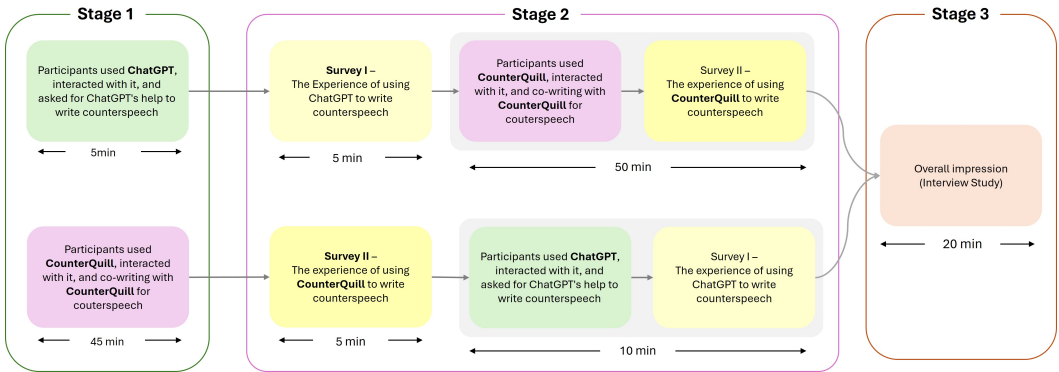 Stage 1
Stage 2
Stage 3
Participants used ChatGPT,
interacted with it, and
asked for ChatGPT's help to
write counterspeech
5min
Survey I –
The Experience of using
ChatGPT to write
counterspeech
5 min
Participants used
CounterQuill, interacted
with it, and co-writing with
CounterQuill for
couterspeech
Survey II –
The experience of using
CounterQuill to write
counterspeech
50 min
Overall impression
(Interview Study)
20 min
Participants used
CounterQuill, interacted
with it, and co-writing with
CounterQuill for
couterspeech
45 min
Survey II –
The experience of using
CounterQuill to write
counterspeech
5 min
Participants used ChatGPT,
interacted with it, and
asked for ChatGPT's help to
write counterspeech
Survey I –
The experience of using
ChatGPT to write
counterspeech
10 min